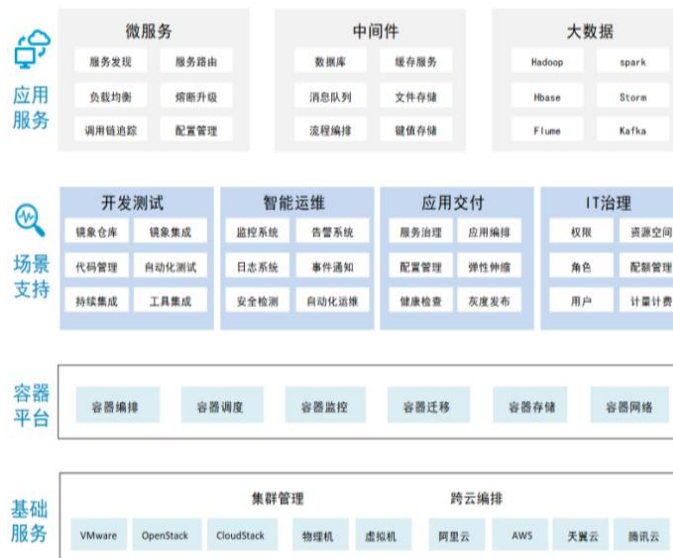 应用
服务
微服务
服务发现 服务路由
负载均衡 熔断升级
调用链追踪 配置管理
中间件
数据库 缓存服务
消息队列 文件存储
流程编排 键值存储
大数据
Hadoop spark
Hbase Storm
Flume Kafka
场景
支持
开发测试
镜象仓库 镜象集成
代码管理 自动化测试
持续集成 工具集成
智能运维
监控系统 告警系统
日志系统 事件通知
安全检测 自动化运维
应用交付
服务治理 应用编排
配置管理 弹性伸缩
健康检查 灰度发布
IT治理
权限 资源空间
角色 配额管理
用户 计量计费
容器
平台
容器编排 容器调度 容器监控 容器迁移 容器存储 容器网络
基础
服务
集群管理 跨云编排
VMware OpenStack CloudStack 物理机 虚拟机 阿里云 AWS 天翼云 腾讯云